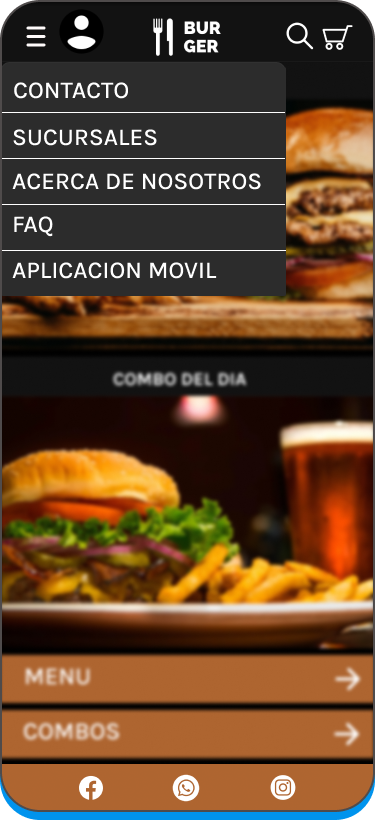 BUR
GER
CONTACTO
SUCURSALES
ACERCA DE NOSOTROS
FAQ
APLICACION MOVIL
COMBO DEL DIA
MENU
COMBOS